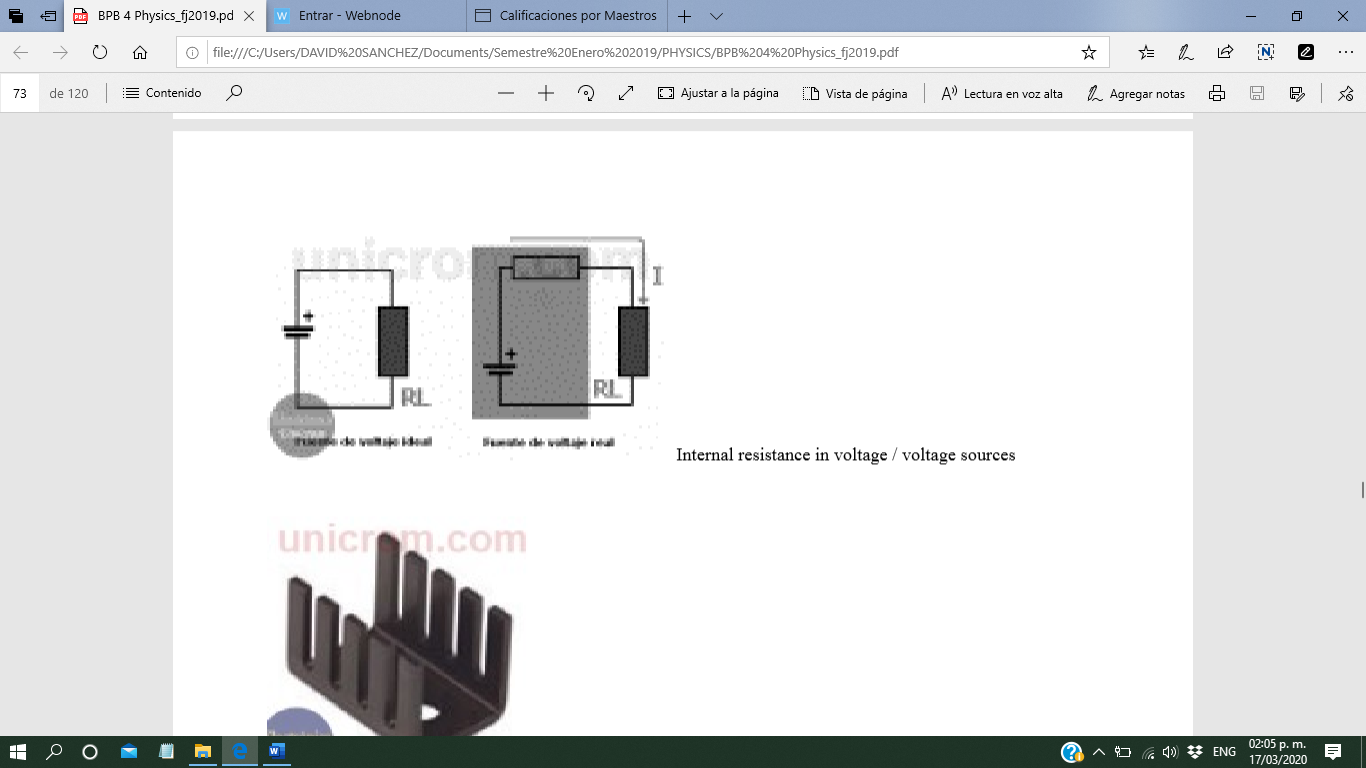 BPB 4 Physics_fj2019.pd
Entrar - Webnode
Calificaciones por Maestros
file:///C:/Users/DAVID%20SANCHEZ/Documents/Semestre%20Enero%202019/PHYSICS/BPB%204%20Physics_fj2019.pdf
73 de 120
Contenido
Ajustar a la página
Vista de página
Lectura en voz alta
Agregar notas
unicrom.com
+
RL
Fuente de voltaje ideal
I
+
RL
Fuente de voltaje real
Internal resistance in voltage / voltage sources
unicrom.com
ENG
02:05 p. m.
17/03/2020